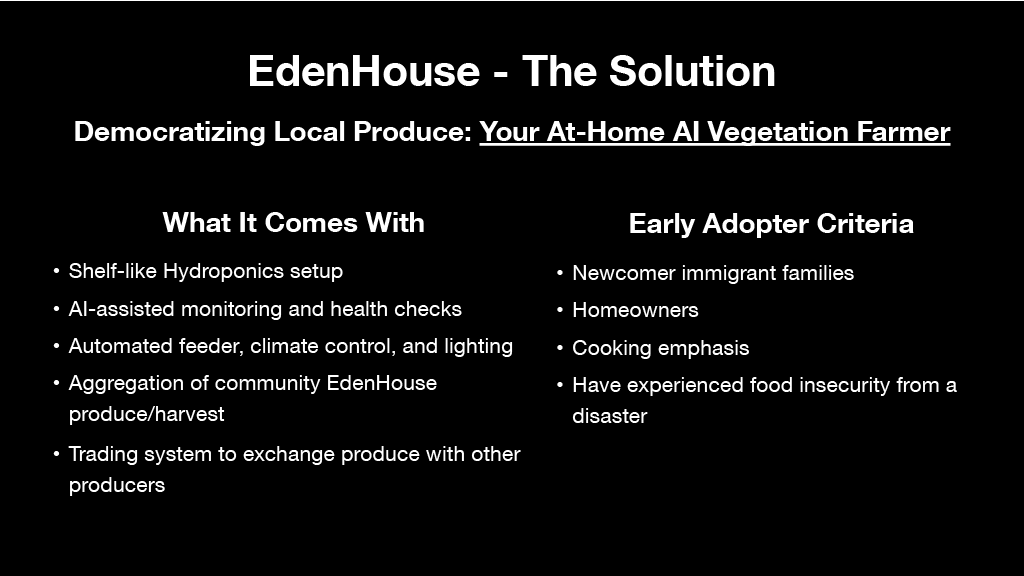 EdenHouse - The Solution
Democratizing Local Produce: Your At-Home AI Vegetation Farmer
What It Comes With
• Shelf-like Hydroponics setup
• AI-assisted monitoring and health checks
• Automated feeder, climate control, and lighting
• Aggregation of community EdenHouse
produce/harvest
• Trading system to exchange produce with other
producers
Early Adopter Criteria
• Newcomer immigrant families
• Homeowners
• Cooking emphasis
• Have experienced food insecurity from a
disaster